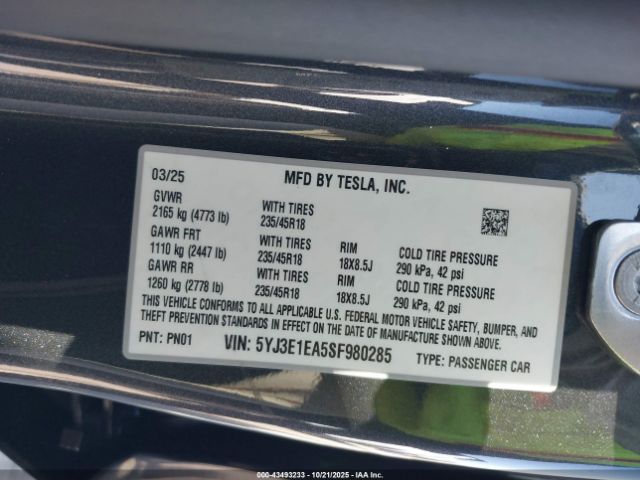 03/25 MFD BY TESLA, INC.
GVWR
2165 kg (4773 lb) WITH TIRES 235/45R18
GAWR FRT
1110 kg (2447 lb) WITH TIRES 235/45R18 RIM 18X8.5J COLD TIRE PRESSURE 290 kPa, 42 psi
GAWR RR
1260 kg (2778 lb) WITH TIRES 235/45R18 RIM 18X8.5J COLD TIRE PRESSURE 290 kPa, 42 psi
THIS VEHICLE CONFORMS TO ALL APPLICABLE U.S. FEDERAL MOTOR VEHICLE SAFETY, BUMPER, AND
THEFT PREVENTION STANDARDS IN EFFECT ON THE DATE OF MANUFACTURE SHOWN ABOVE.
PNT: PN01 VIN: 5YJ3E1EA5SF980285 TYPE: PASSENGER CAR
000-43493233 - 10/21/2025 - IAA Inc.